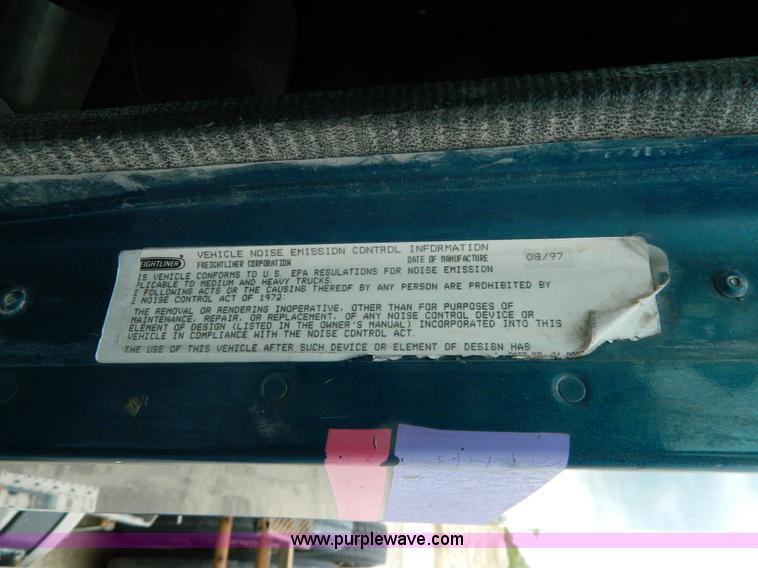 VEHICLE NOISE EMISSION CONTROL INFORMATION
EIGHTLINER FREIGHTLINER CORPORATION DATE OF MANUFACTURE 08/97
IS VEHICLE CONFORMS TO U.S. EPA REGULATIONS FOR NOISE EMISSION
PLICABLE TO MEDIUM AND HEAVY TRUCKS.
FOLLOWING ACTS OR THE CAUSING THEREOF BY ANY PERSON ARE PROHIBITED BY
NOISE CONTROL ACT OF 1972:
THE REMOVAL OR RENDERING INOPERATIVE, OTHER THAN FOR PURPOSES OF
MAINTENANCE, REPAIR, OR REPLACEMENT, OF ANY NOISE CONTROL DEVICE OR
ELEMENT OF DESIGN (LISTED IN THE OWNER'S MANUAL) INCORPORATED INTO THIS
VEHICLE IN COMPLIANCE WITH THE NOISE CONTROL ACT.
THE USE OF THIS VEHICLE AFTER SUCH DEVICE OR ELEMENT OF DESIGN HAS
www.purplewave.com